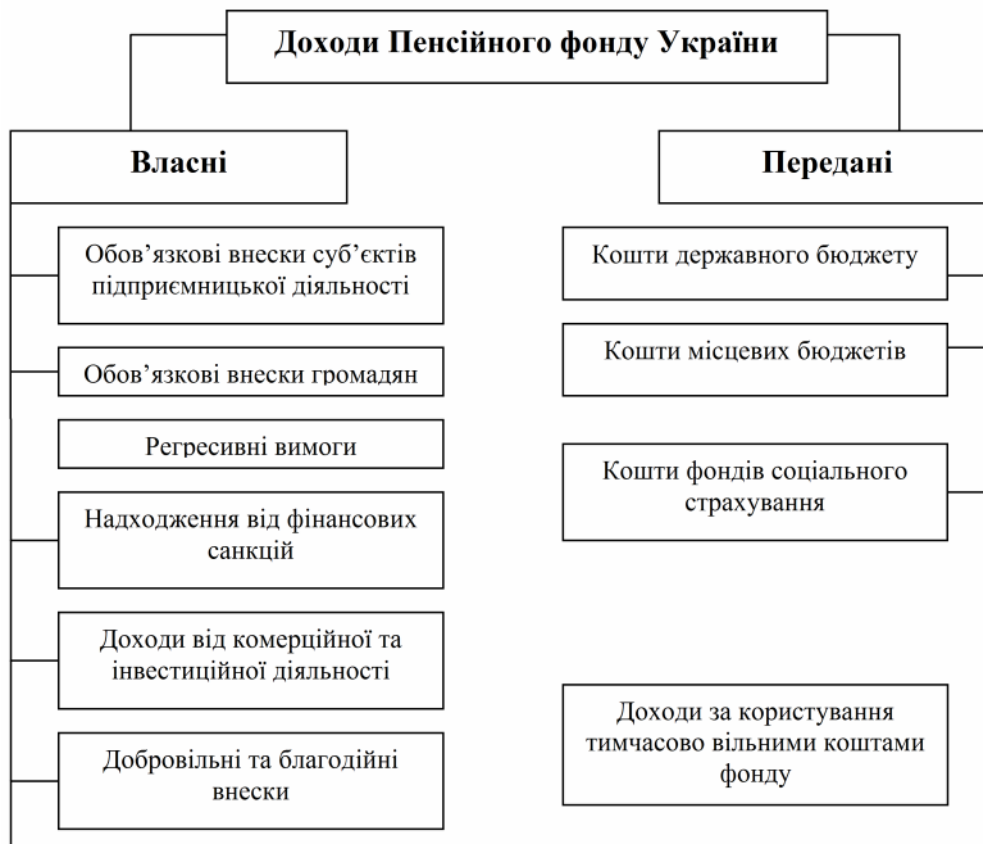 Доходи Пенсійного фонду України
Власні
Передані
Обов’язкові внески суб’єктів
підприємницької діяльності
Обов’язкові внески громадян
Регресивні вимоги
Надходження від фінансових
санкцій
Доходи від комерційної та
інвестиційної діяльності
Добровільні та благодійні
внески
Кошти державного бюджету
Кошти місцевих бюджетів
Кошти фондів соціального
страхування
Доходи за користування
тимчасово вільними коштами
фонду